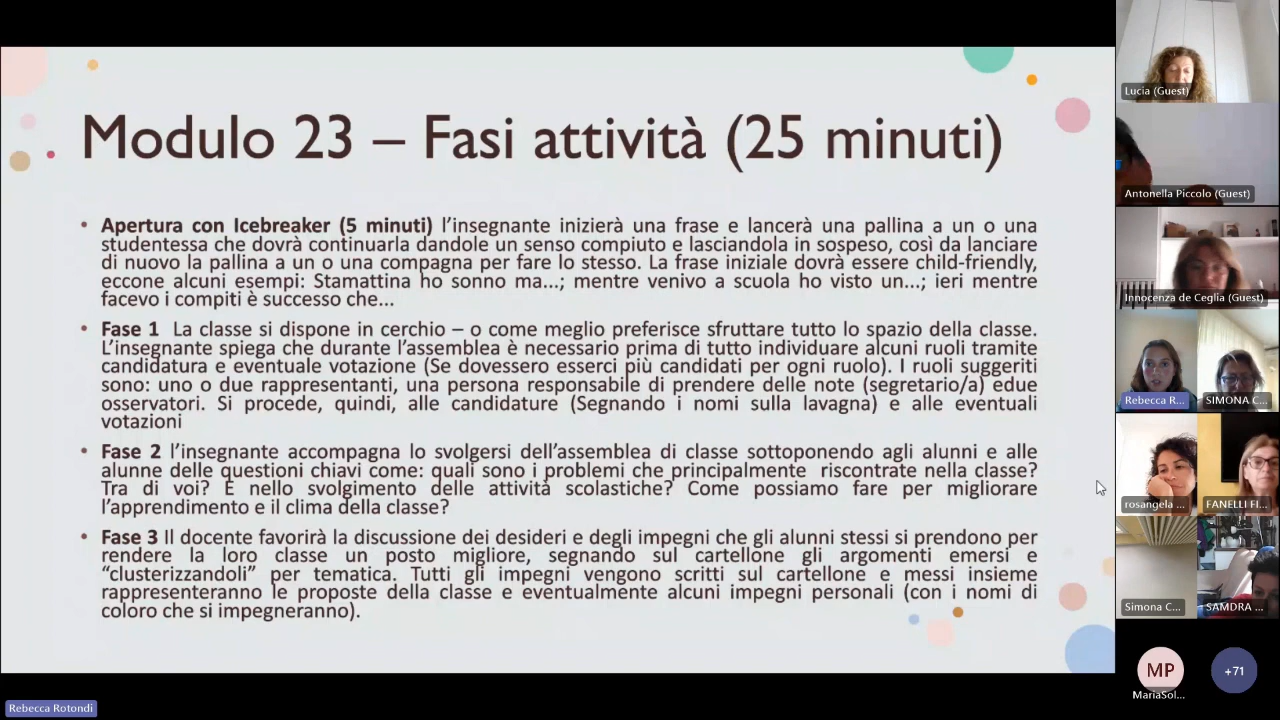 Modulo 23 – Fasi attività (25 minuti)
• Apertura con Icebreaker (5 minuti) l’insegnante inizierà una frase e lancerà una pallina a un o una
studentessa che dovrà continuarla dandole un senso compiuto e lasciandola in sospeso, così da lanciare
di nuovo la pallina a un o una compagna per fare lo stesso. La frase iniziale dovrà essere child-friendly,
eccone alcuni esempi: Stamattina ho sonno ma...; mentre venivo a scuola ho visto un...; ieri mentre
facevo i compiti è successo che...
• Fase 1 La classe si dispone in cerchio – o come meglio preferisce sfruttare tutto lo spazio della classe.
L’insegnante spiega che durante l’assemblea è necessario prima di tutto individuare alcuni ruoli tramite
candidatura e eventuale votazione (Se dovessero esserci più candidati per ogni ruolo). I ruoli suggeriti
sono: uno o due rappresentanti, una persona responsabile di prendere delle note (segretario/a) edue
osservatori. Si procede, quindi, alle candidature (Segnando i nomi sulla lavagna) e alle eventuali
votazioni
• Fase 2 l’insegnante accompagna lo svolgersi dell’assemblea di classe sottoponendo agli alunni e alle
alunne delle questioni chiavi come: quali sono i problemi che principalmente riscontrate nella classe?
Tra di voi? E nello svolgimento delle attività scolastiche? Come possiamo fare per migliorare
l’apprendimento e il clima della classe?
• Fase 3 Il docente favorirà la discussione dei desideri e degli impegni che gli alunni stessi si prendono per
rendere la loro classe un posto migliore, segnando sul cartellone gli argomenti emersi e
“clusterizzandoli” per tematica. Tutti gli impegni vengono scritti sul cartellone e messi insieme
rappresenteranno le proposte della classe e eventualmente alcuni impegni personali (con i nomi di
coloro che si impegneranno).
Rebecca Rotondi
Lucia (Guest)
Antonella Piccolo (Guest)
Innocenza de Ceglia (Guest)
Rebecca R...
SIMONA C...
rosangela ...
FANELLI FI...
Simona C...
SAMDRA ...
MP
MariaSol...
+71